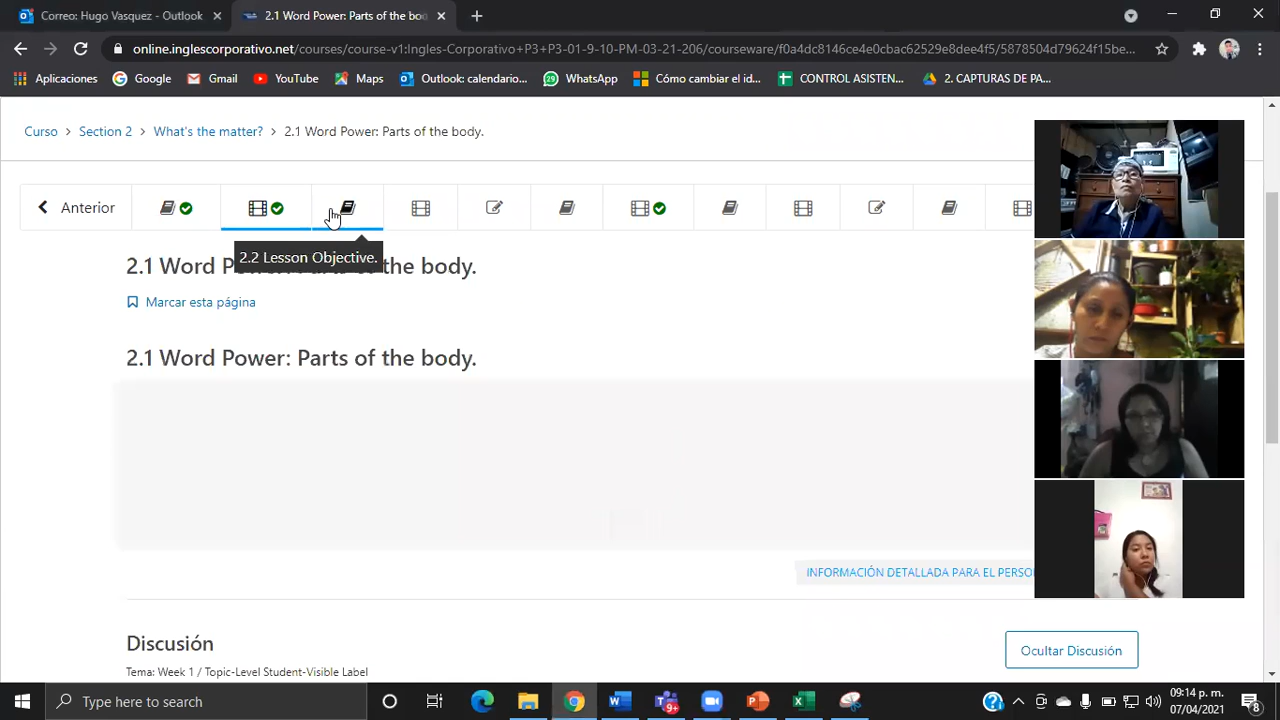 Correo: Hugo Vasquez - Outlook
2.1 Word Power: Parts of the bo
online.inglescorporativo.net/courses/course-v1:Ingles-Corporativo+P3+P3-01-9-10-PM-03-21-206/courseware/f0a4dc8146ce4e0cbac62529e8dee4f5/5878504d79624f15be...
Aplicaciones
Google
Gmail
YouTube
Maps
Outlook: calendario...
29
WhatsApp
Cómo cambiar el id...
CONTROL ASISTEN...
2. CAPTURAS DE PA...
Curso > Section 2 > What's the matter? > 2.1 Word Power: Parts of the body.
Anterior
2.2 Lesson Objective.
2.1 Word P the body.
Marcar esta página
2.1 Word Power: Parts of the body.
INFORMACIÓN DETALLADA PARA EL PERSO
Discusión
Ocultar Discusión
Tema: Week 1 / Topic-Level Student-Visible Label
Type here to search
9+
09:14 p. m.
07/04/2021
8